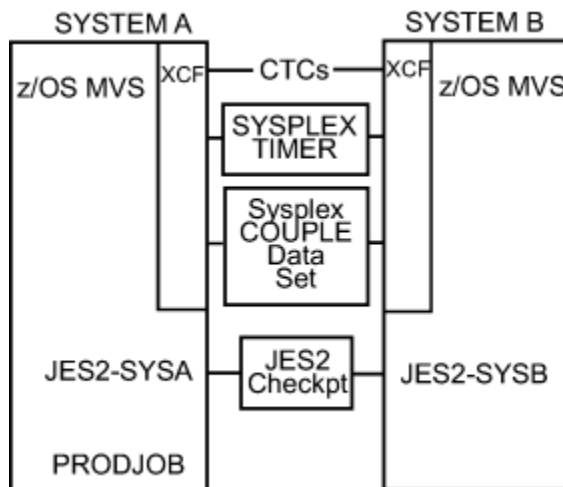 SYSTEM A
SYSTEM B
z/OS MVS
XCF
CTCs
XCF
z/OS MVS
SYSPLEX
TIMER
Sysplex
COUPLE
Data
Set
JES2-SYSA
JES2
Checkpt
JES2-SYSB
PRODJOB